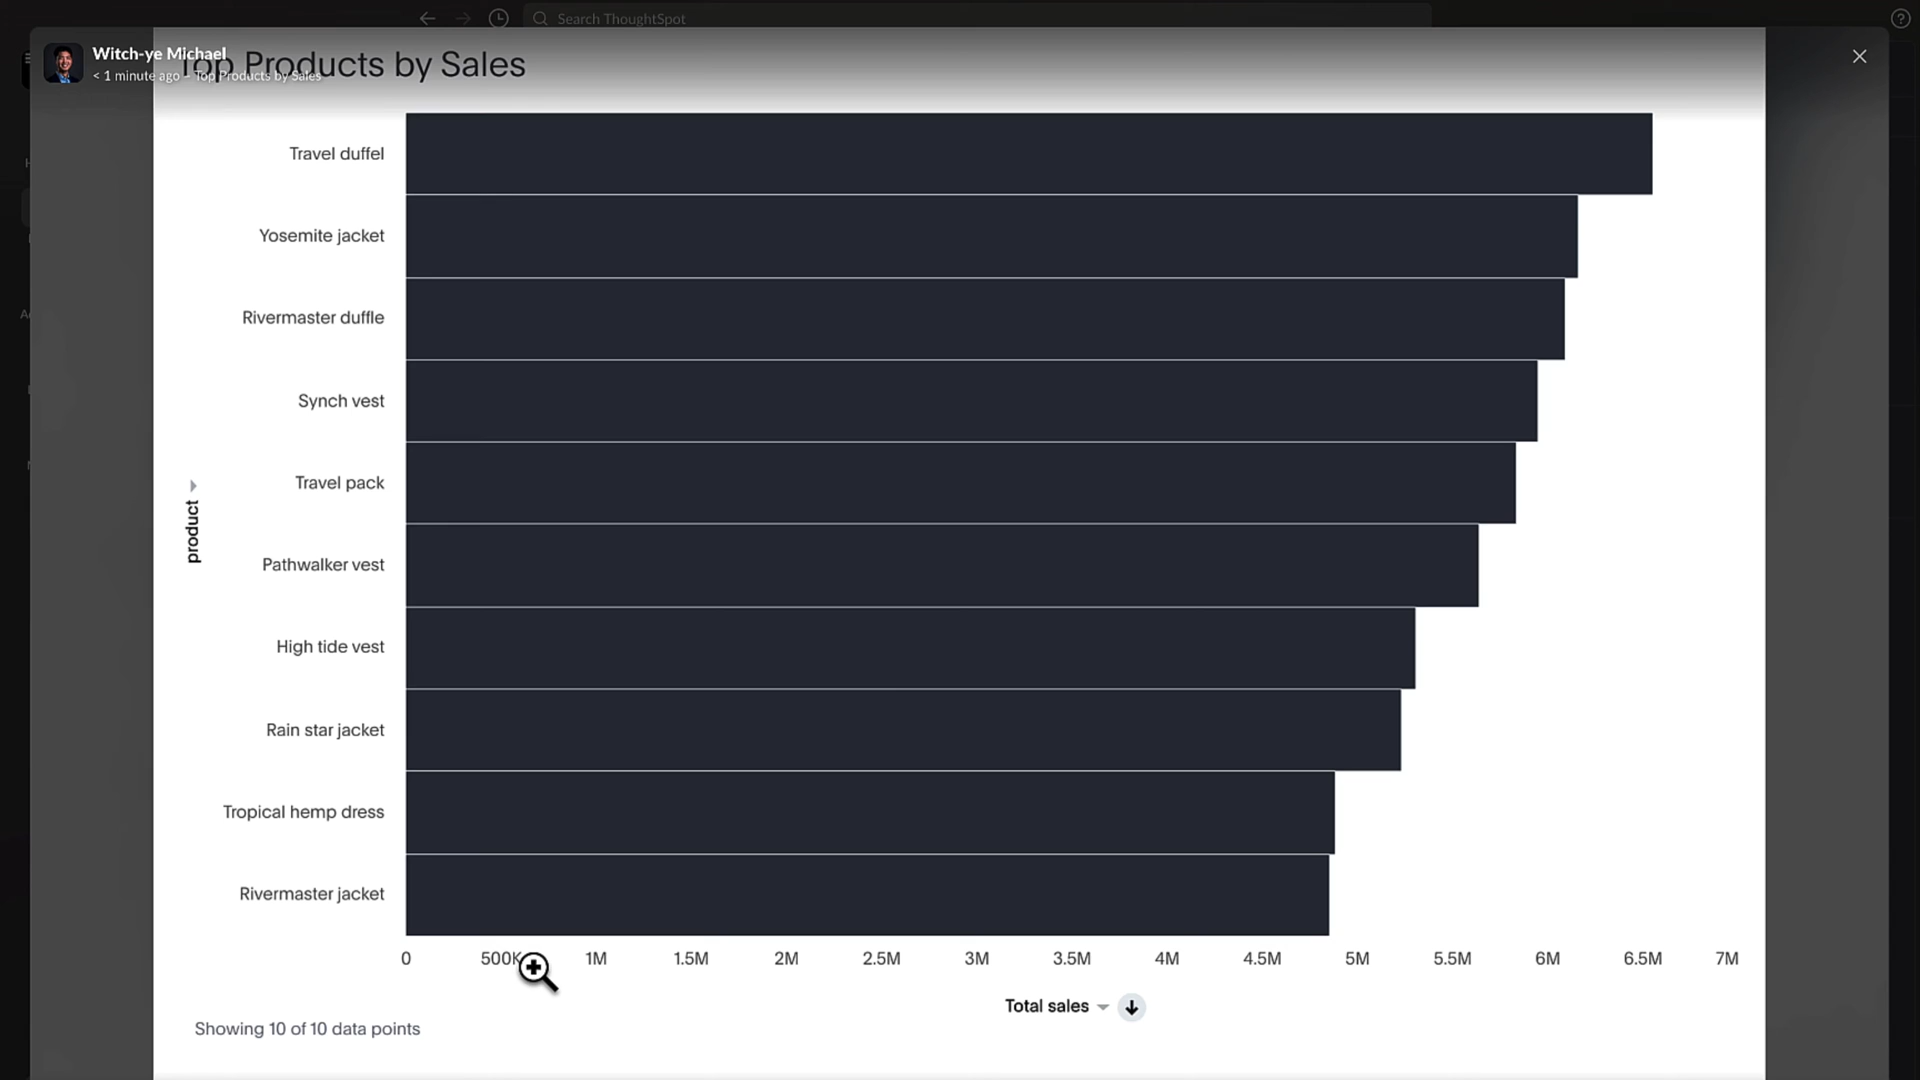 Search ThoughtSpot
Witch-ye Michael
< 1 minute ago – Top Products by Sales
Top Products by Sales
Travel duffel
Yosemite jacket
Rivermaster duffle
Synch vest
Travel pack
product
Pathwalker vest
High tide vest
Rain star jacket
Tropical hemp dress
Rivermaster jacket
0 500K 1M 1.5M 2M 2.5M 3M 3.5M 4M 4.5M 5M 5.5M 6M 6.5M 7M
Total sales
Showing 10 of 10 data points